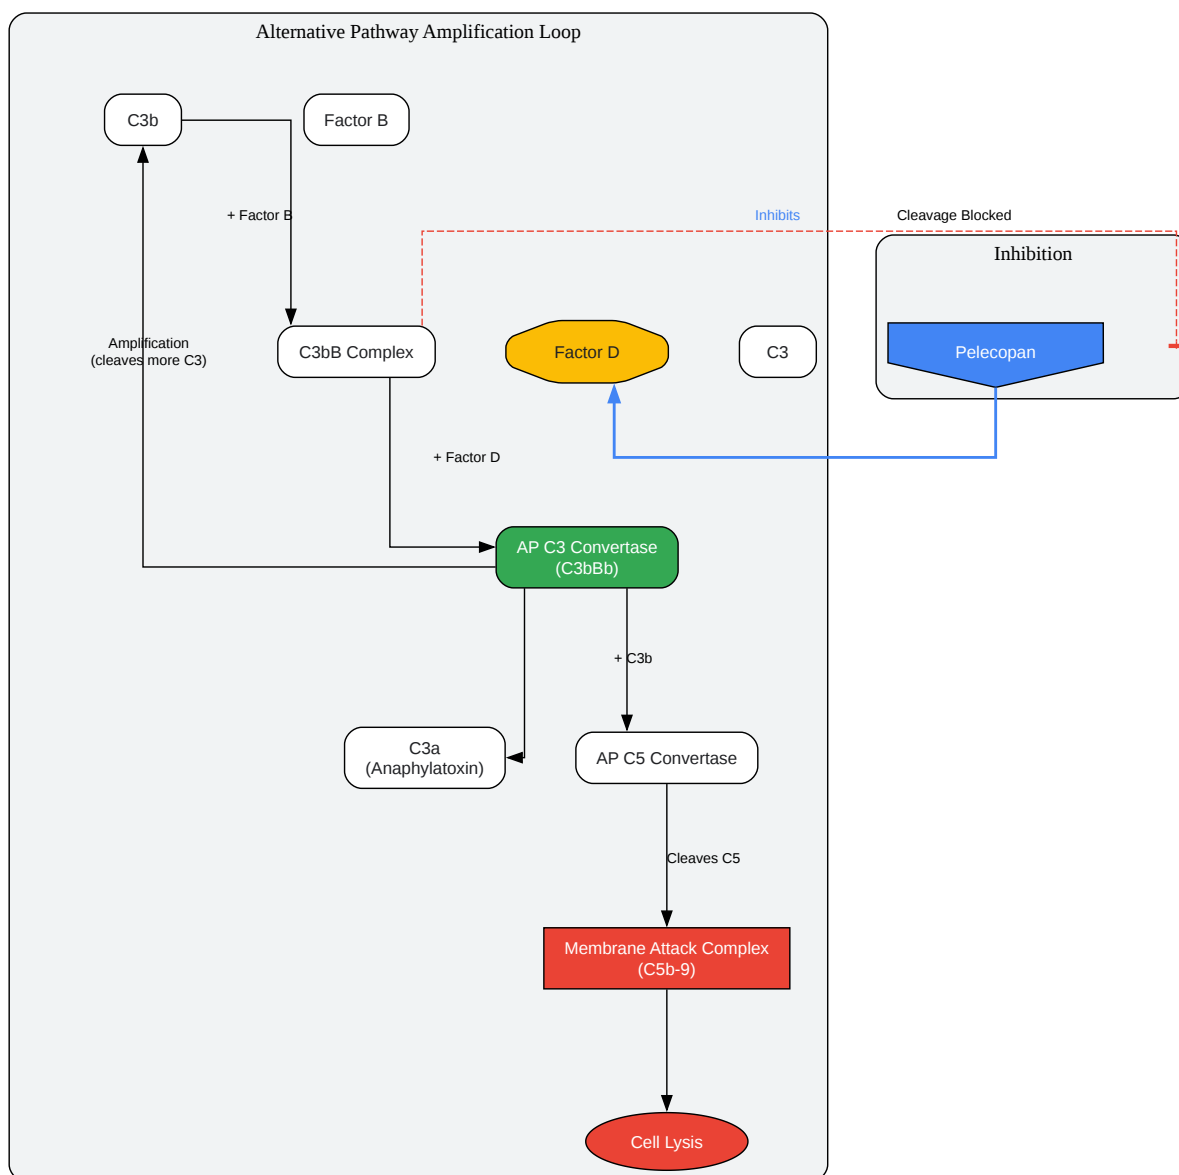 Alternative Pathway Amplification Loop
C3b
Factor B
+ Factor B
Inhibits
Cleavage Blocked
Inhibition
Amplification
(cleaves more C3)
C3bB Complex
Factor D
C3
Pelecopan
+ Factor D
AP C3 Convertase
(C3bBb)
+ C3b
C3a
(Anaphylatoxin)
AP C5 Convertase
Cleaves C5
Membrane Attack Complex
(C5b-9)
Cell Lysis